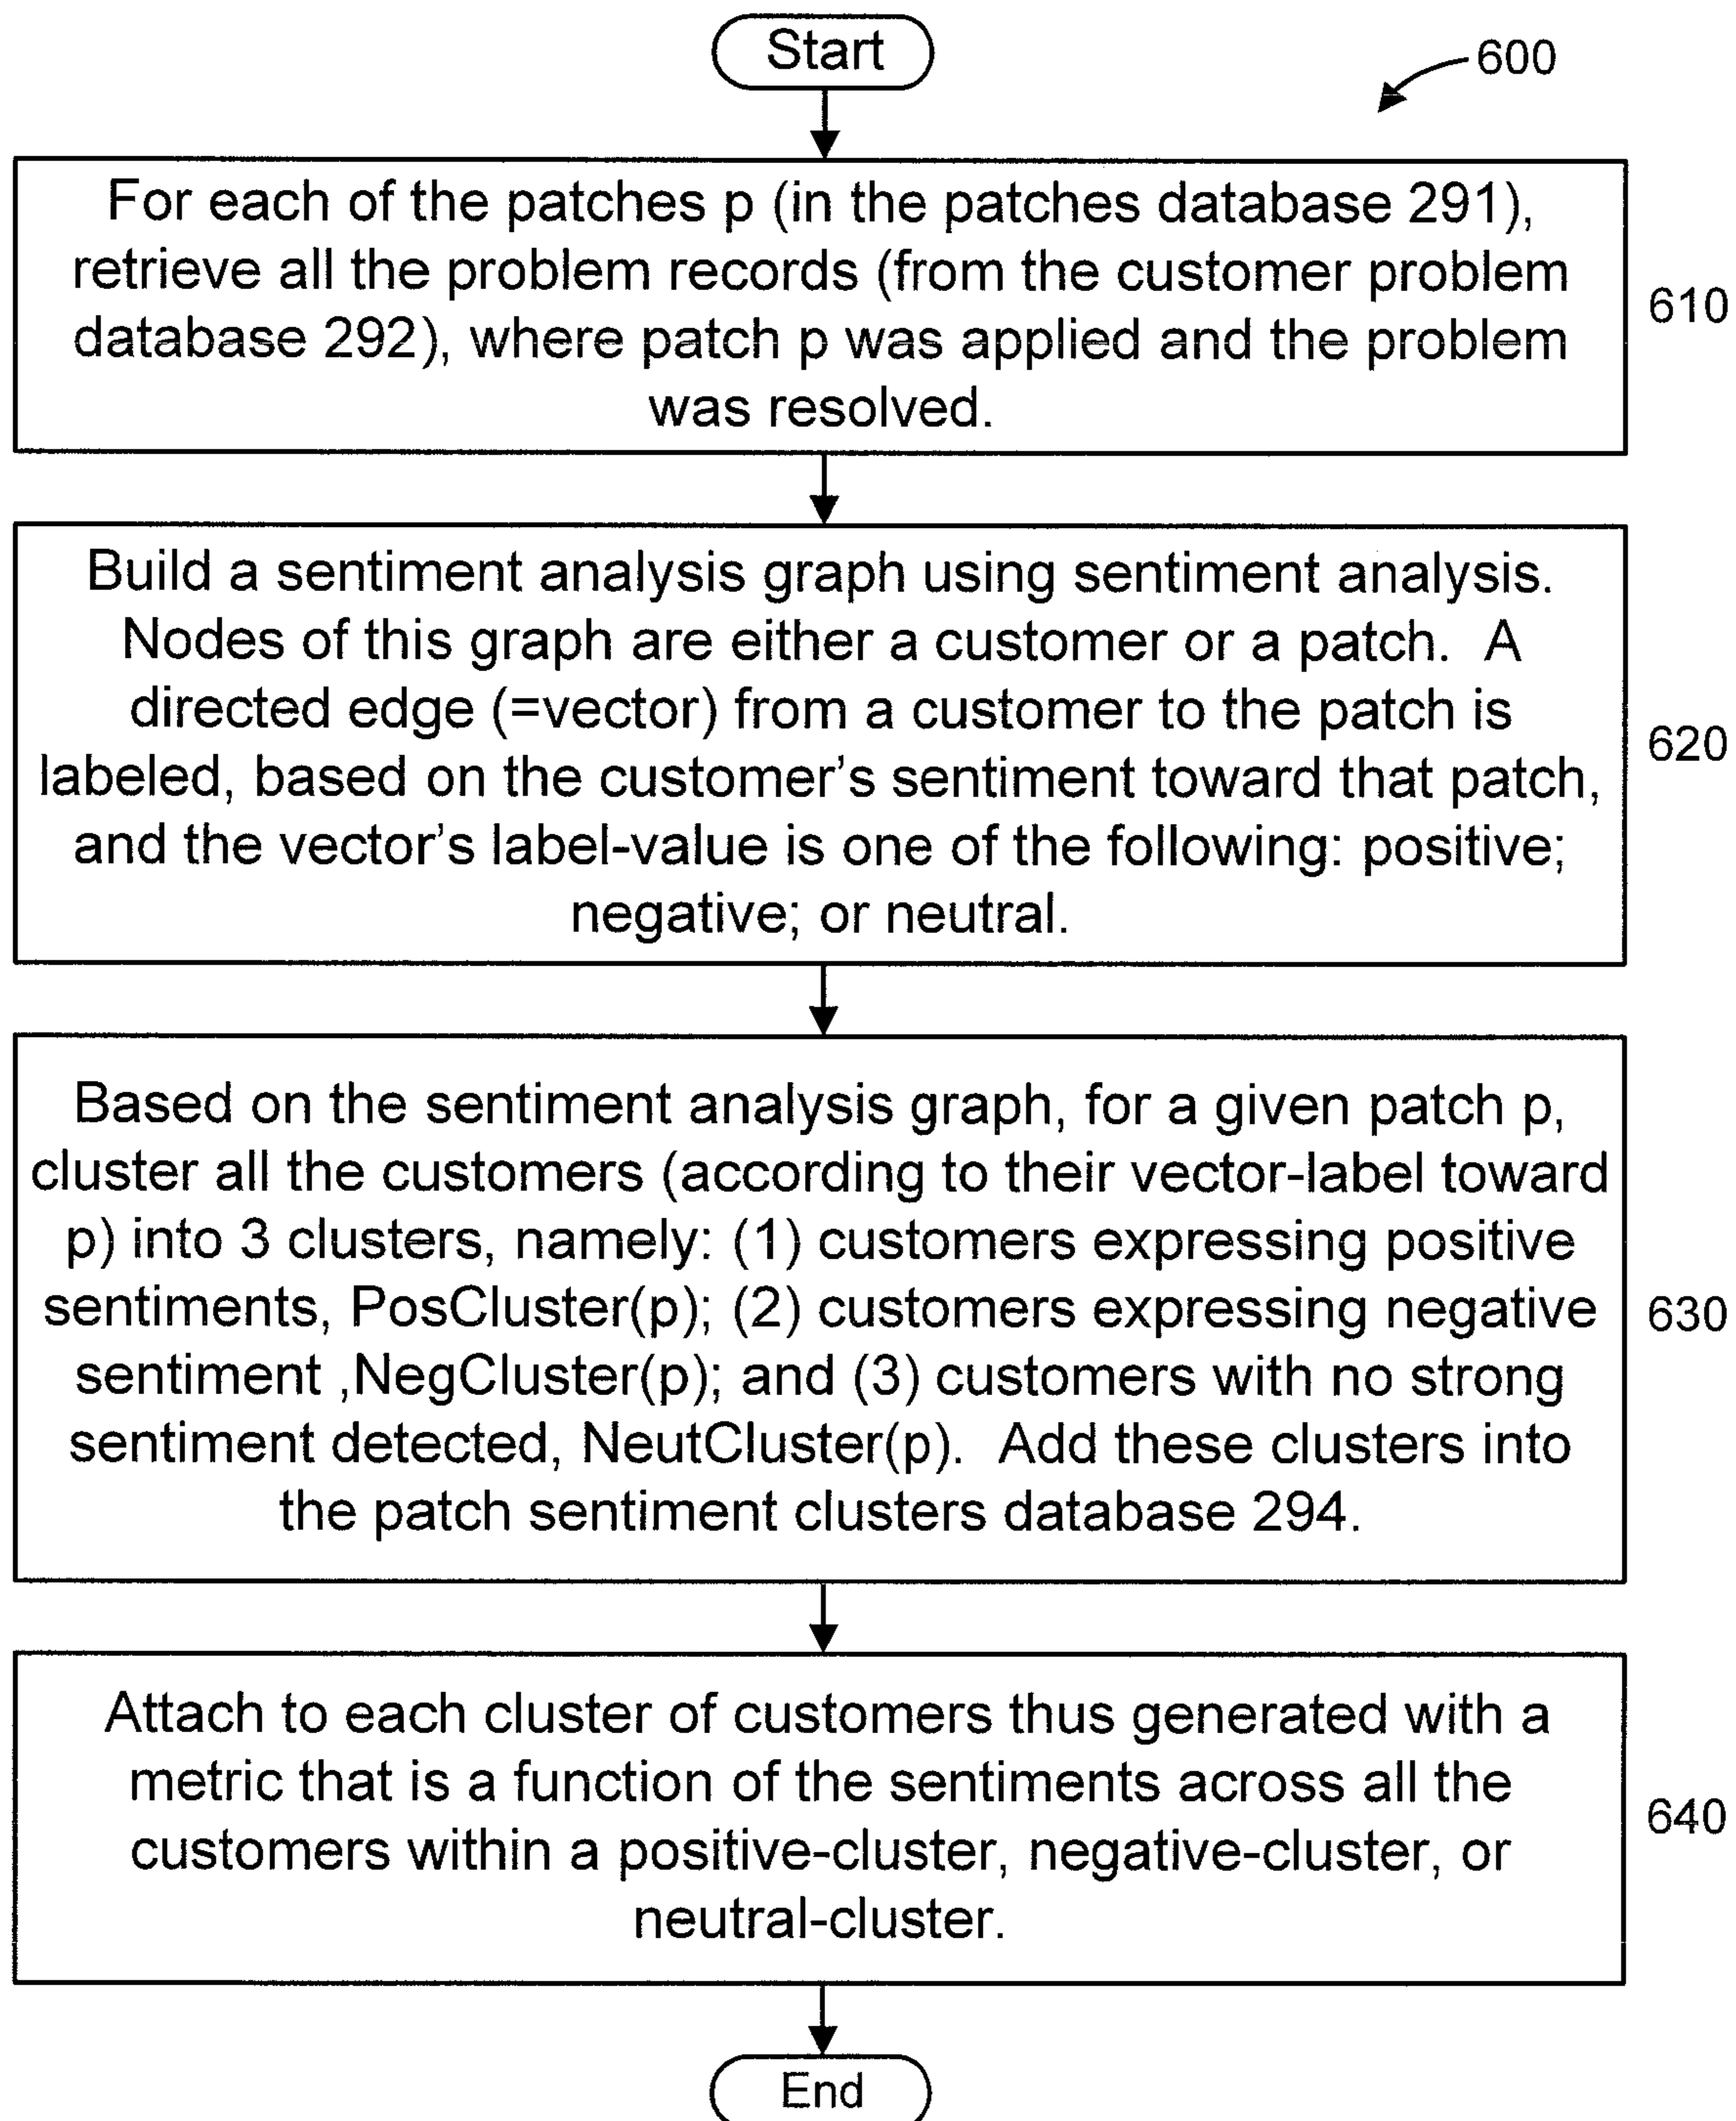 Start
600
For each of the patches p (in the patches database 291),
retrieve all the problem records (from the customer problem
database 292), where patch p was applied and the problem
was resolved.
610
Build a sentiment analysis graph using sentiment analysis.
Nodes of this graph are either a customer or a patch. A
directed edge (=vector) from a customer to the patch is
labeled, based on the customer's sentiment toward that patch,
and the vector's label-value is one of the following: positive;
negative; or neutral.
620
Based on the sentiment analysis graph, for a given patch p,
cluster all the customers (according to their vector-label toward
p) into 3 clusters, namely: (1) customers expressing positive
sentiments, PosCluster(p); (2) customers expressing negative
sentiment ,NegCluster(p); and (3) customers with no strong
sentiment detected, NeutCluster(p). Add these clusters into
the patch sentiment clusters database 294.
630
Attach to each cluster of customers thus generated with a
metric that is a function of the sentiments across all the
customers within a positive-cluster, negative-cluster, or
neutral-cluster.
640
End